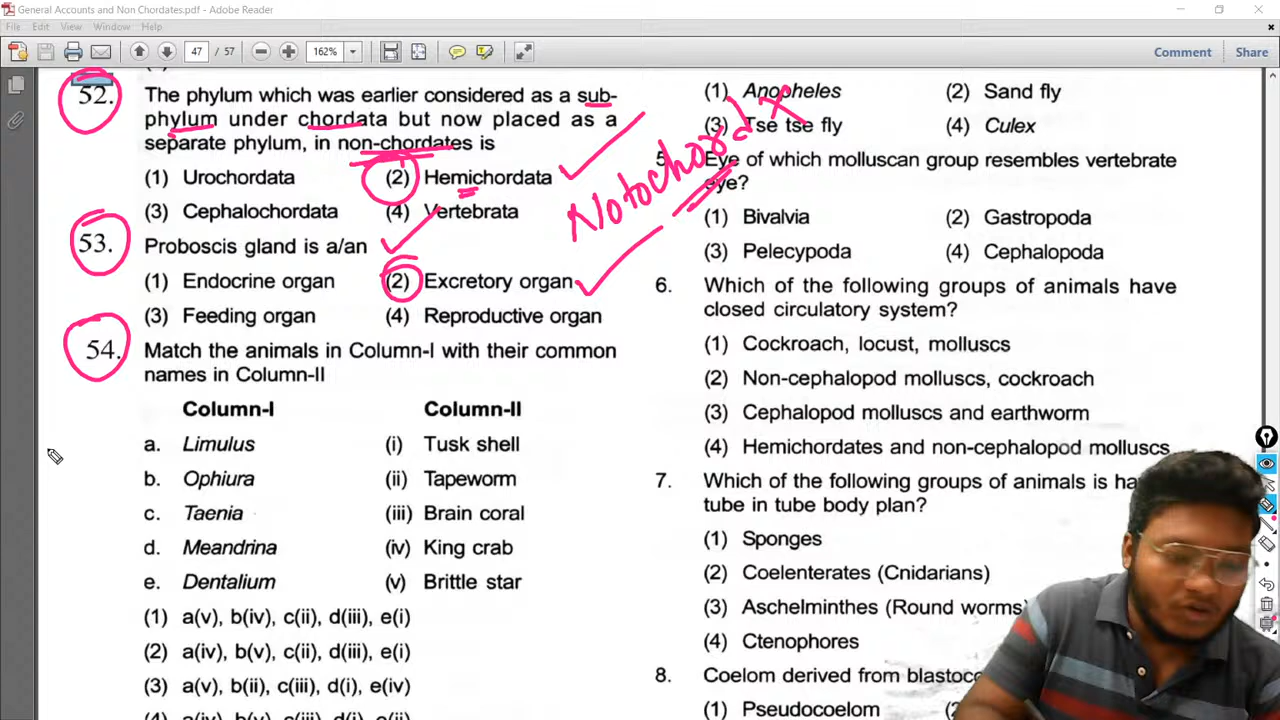 General Accounts and Non Chordates.pdf - Adobe Reader
File Edit View Window Help
47 / 57 162% Comment Share
52. The phylum which was earlier considered as a sub-
phylum under chordata but now placed as a
separate phylum, in non-chordates is
(1) Urochordata (2) Hemichordata
(3) Cephalochordata (4) Vertebrata
53. Proboscis gland is a/an
(1) Endocrine organ (2) Excretory organ
(3) Feeding organ (4) Reproductive organ
54. Match the animals in Column-I with their common
names in Column-II
Column-I Column-II
a. Limulus (i) Tusk shell
b. Ophiura (ii) Tapeworm
c. Taenia (iii) Brain coral
d. Meandrina (iv) King crab
e. Dentalium (v) Brittle star
(1) a(v), b(iv), c(ii), d(iii), e(i)
(2) a(iv), b(v), c(ii), d(iii), e(i)
(3) a(v), b(ii), c(iii), d(i), e(iv)
(4) a(iv), b(v), c(iii), d(i), e(ii)
Notochord
(1) Anopheles (2) Sand fly
(3) Tse tse fly (4) Culex
5. Eye of which molluscan group resembles vertebrate
eye?
(1) Bivalvia (2) Gastropoda
(3) Pelecypoda (4) Cephalopoda
6. Which of the following groups of animals have
closed circulatory system?
(1) Cockroach, locust, molluscs
(2) Non-cephalopod molluscs, cockroach
(3) Cephalopod molluscs and earthworm
(4) Hemichordates and non-cephalopod molluscs
7. Which of the following groups of animals is
tube in tube body plan?
(1) Sponges
(2) Coelenterates (Cnidarians)
(3) Aschelminthes (Round worms)
(4) Ctenophores
8. Coelom derived from
(1) Pseudocoelom